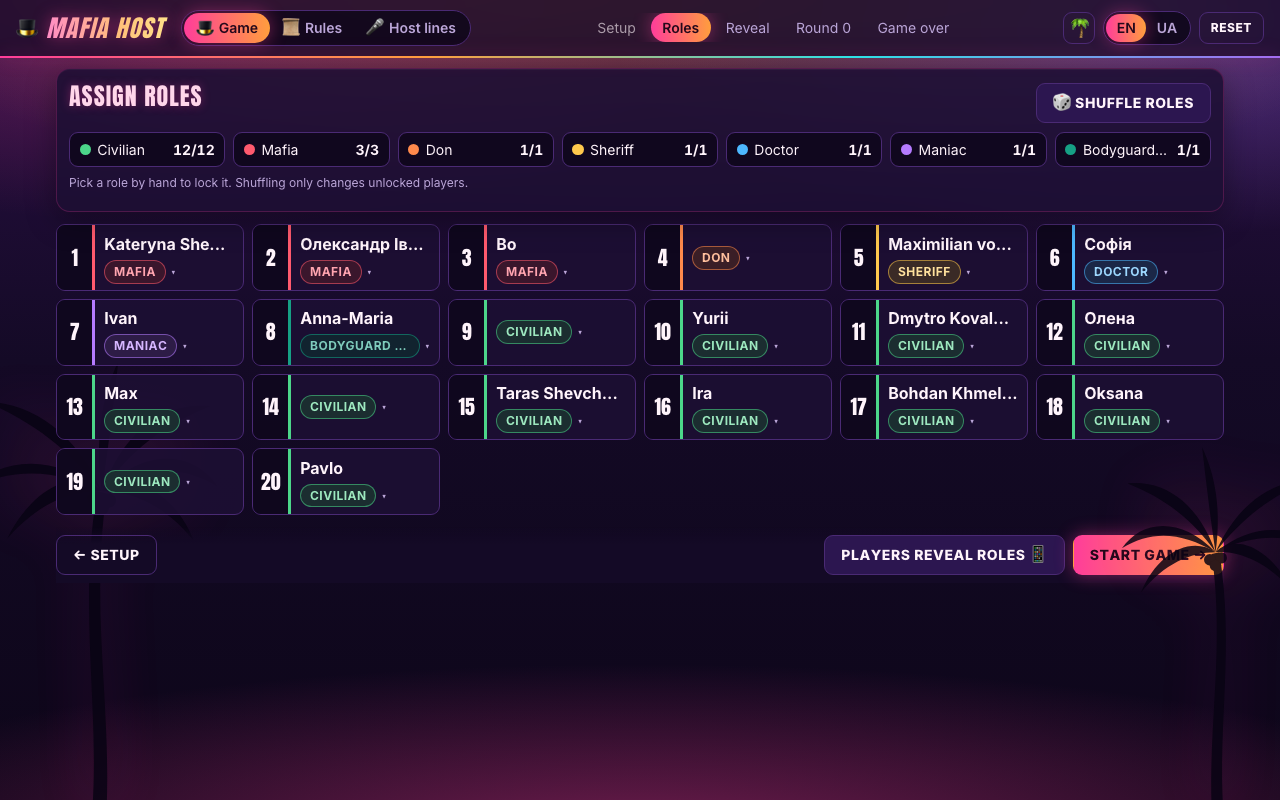 MAFIA HOST
Game Rules Host lines
Setup Roles Reveal Round 0 Game over
EN UA RESET
ASSIGN ROLES
SHUFFLE ROLES
Civilian 12/12 Mafia 3/3 Don 1/1 Sheriff 1/1 Doctor 1/1 Maniac 1/1 Bodyguard... 1/1
Pick a role by hand to lock it. Shuffling only changes unlocked players.
1 Kateryna She... MAFIA
2 Олександр Ів... MAFIA
3 Bo MAFIA
4 DON
5 Maximilian vo... SHERIFF
6 Софія DOCTOR
7 Ivan MANIAC
8 Anna-Maria BODYGUARD ...
9 CIVILIAN
10 Yurii CIVILIAN
11 Dmytro Koval... CIVILIAN
12 Олена CIVILIAN
13 Max CIVILIAN
14 CIVILIAN
15 Taras Shevch... CIVILIAN
16 Ira CIVILIAN
17 Bohdan Khmel... CIVILIAN
18 Oksana CIVILIAN
19 CIVILIAN
20 Pavlo CIVILIAN
← SETUP
PLAYERS REVEAL ROLES
START GAME →